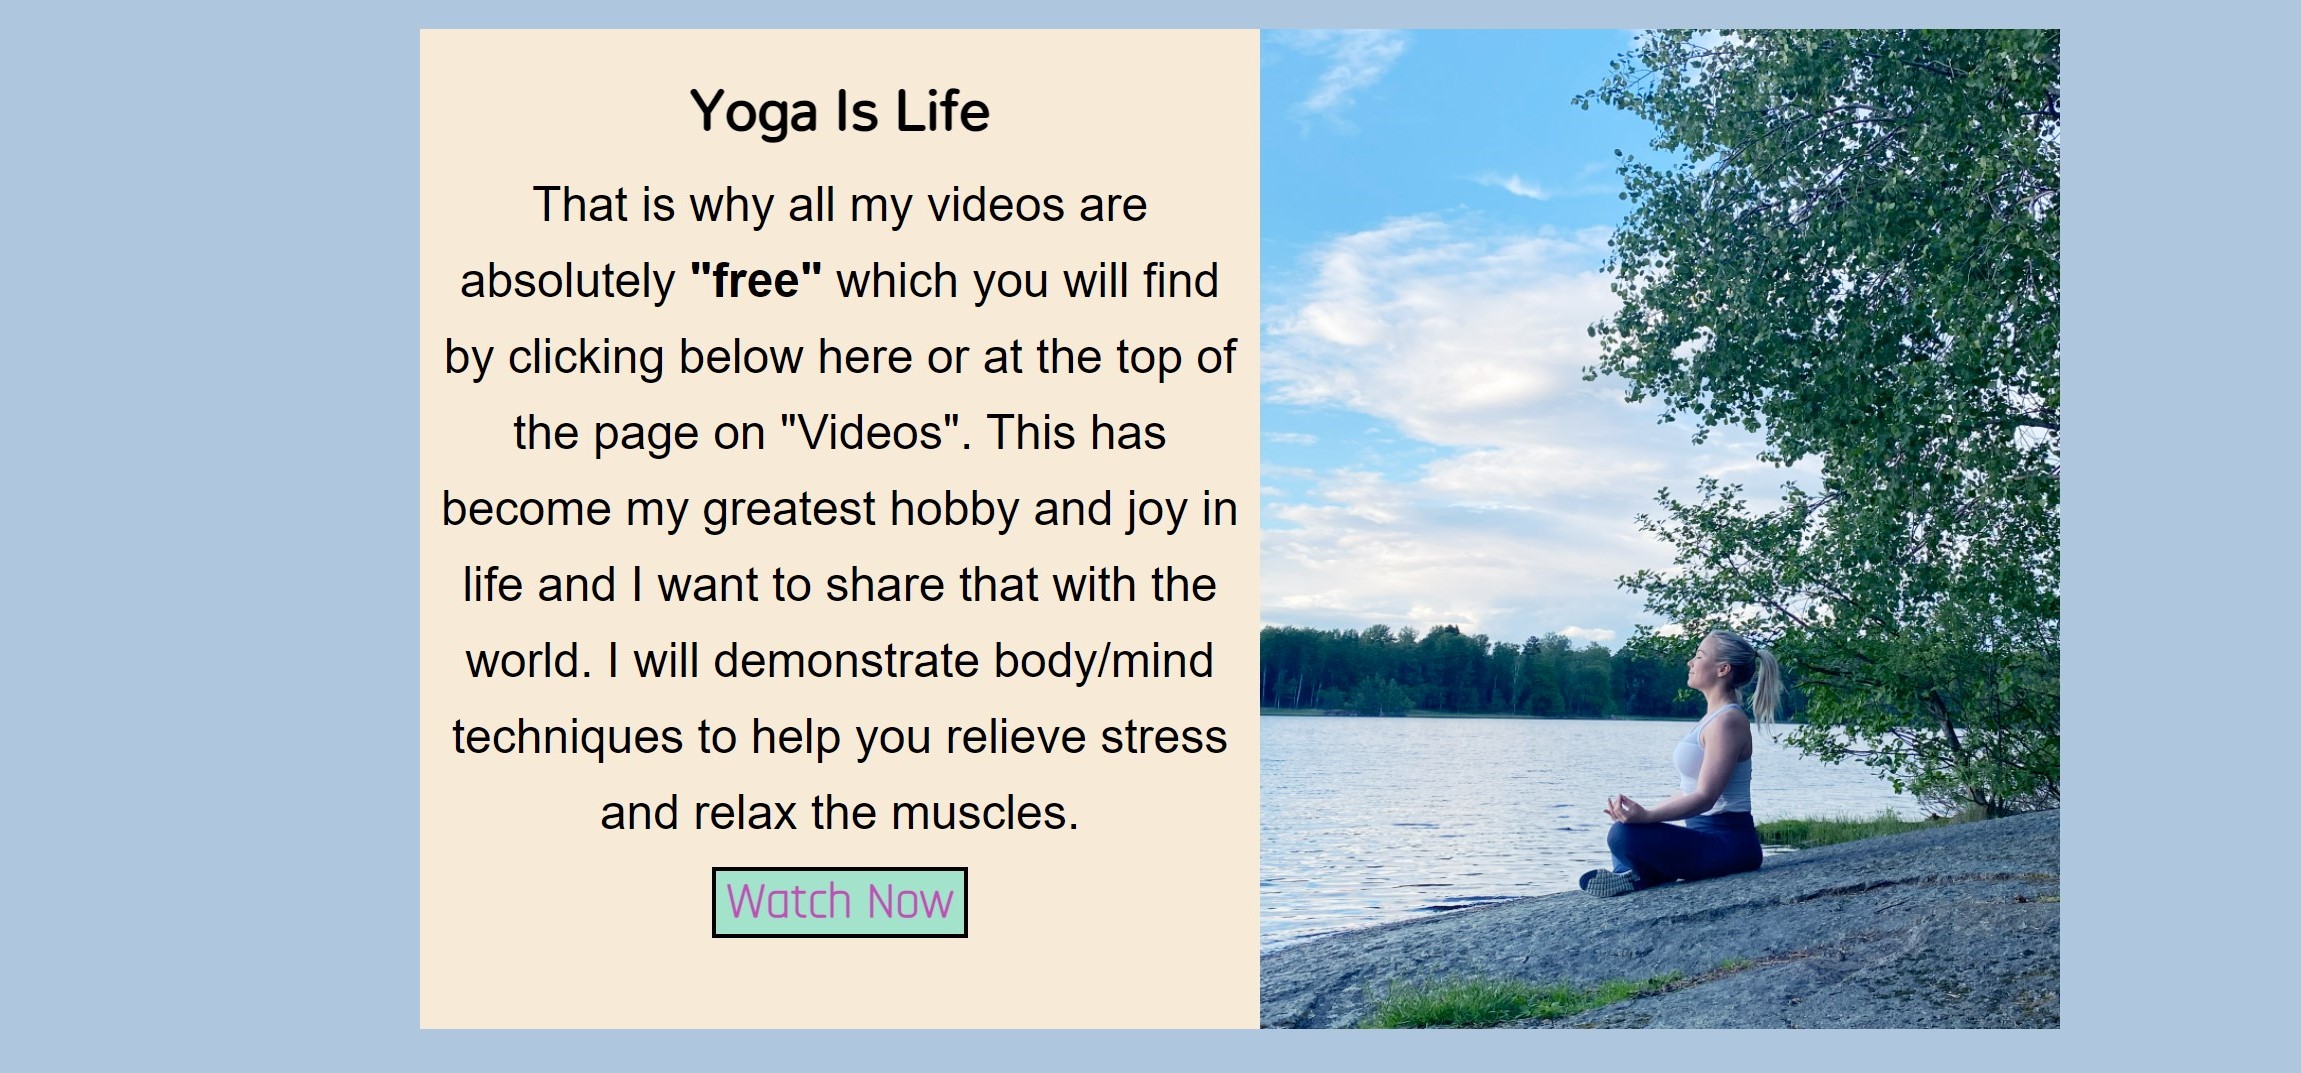 Yoga Is Life
That is why all my videos are
absolutely "free" which you will find
by clicking below here or at the top of
the page on "Videos". This has
become my greatest hobby and joy in
life and I want to share that with the
world. I will demonstrate body/mind
techniques to help you relieve stress
and relax the muscles.
Watch Now